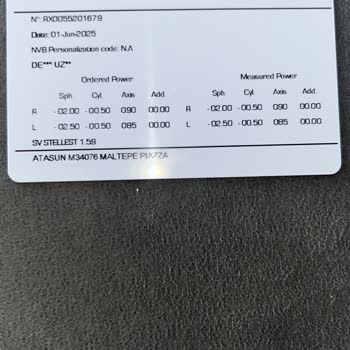 N°: RX0055201679
Date: 01-Jun-2025
NVB Personalization code: N.A
DE*** UZ**
Ordered Power Measured Power
Sph. Cyl. Axis Add. Sph. Cyl. Axis Add.
R - 02.00 - 00.50 090 00.00 R - 02.00 - 00.50 090 00.00
L - 02.50 - 00.50 085 00.00 L - 02.50 - 00.50 085 00.00
SV STELLEST 1.59
ATASUN M34076 MALTEPE PIAZZA